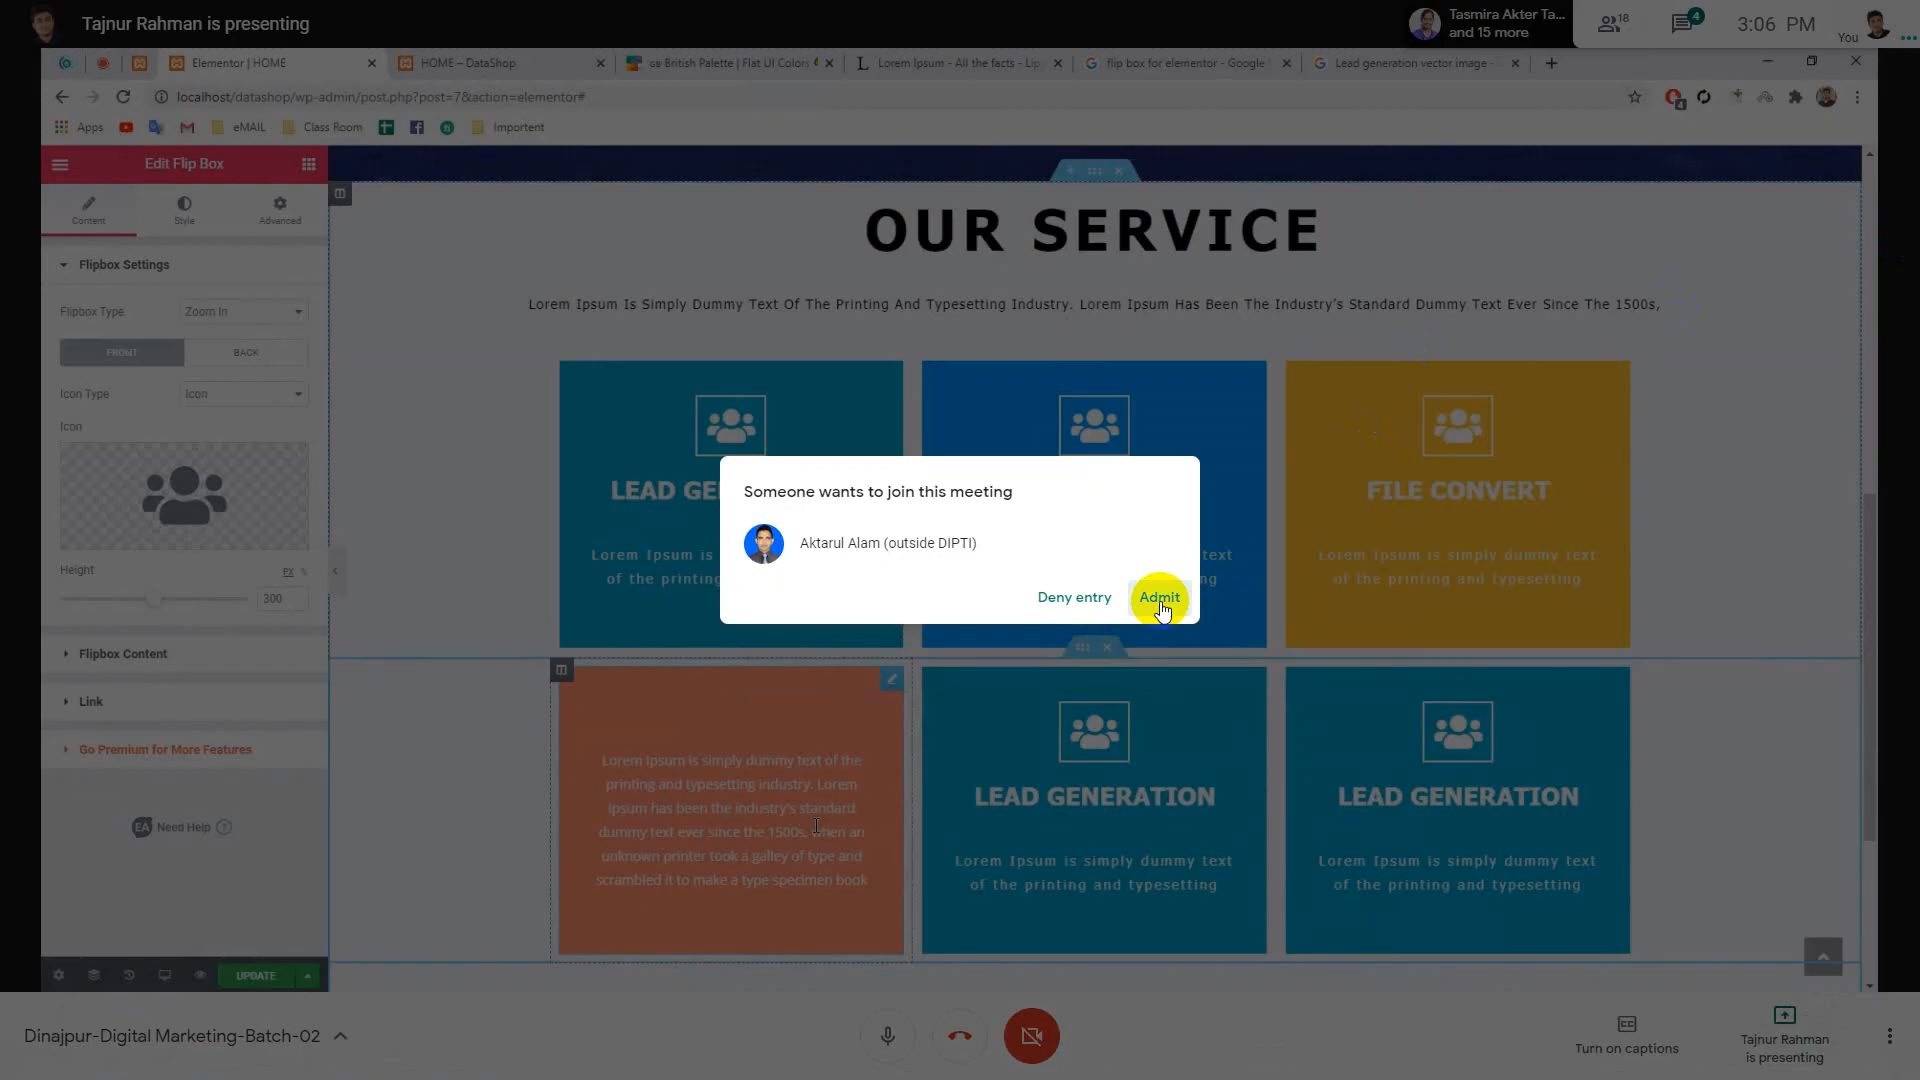 Tajnur Rahman is presenting
Tasmira Akter Ta...
and 15 more
18
4
3:06 PM
You
Elementor | HOME
HOME – DataShop
British Palette | Flat UI Colors
Lorem Ipsum - All the facts - Lip
flip box for elementor - Google
Lead generation vector image -
localhost/datashop/wp-admin/post.php?post=7&action=elementor#
Apps
eMAIL
Class Room
Importent
Edit Flip Box
Content
Style
Advanced
Flipbox Settings
Flipbox Type
Zoom In
FRONT
BACK
Icon Type
Icon
Icon
Height
PX
%
300
Flipbox Content
Link
Go Premium for More Features
EA Need Help ?
UPDATE
OUR SERVICE
Lorem Ipsum Is Simply Dummy Text Of The Printing And Typesetting Industry. Lorem Ipsum Has Been The Industry's Standard Dummy Text Ever Since The 1500s,
LEAD GE
Lorem Ipsum is
of the printing
text
ng
FILE CONVERT
Lorem Ipsum is simply dummy text
of the printing and typesetting
Someone wants to join this meeting
Aktarul Alam (outside DIPTI)
Deny entry
Admit
Lorem Ipsum is simply dummy text of the
printing and typesetting industry. Lorem
Ipsum has been the industry's standard
dummy text ever since the 1500s, when an
unknown printer took a galley of type and
scrambled it to make a type specimen book
LEAD GENERATION
Lorem Ipsum is simply dummy text
of the printing and typesetting
LEAD GENERATION
Lorem Ipsum is simply dummy text
of the printing and typesetting
Dinajpur-Digital Marketing-Batch-02
CC
Turn on captions
Tajnur Rahman
is presenting